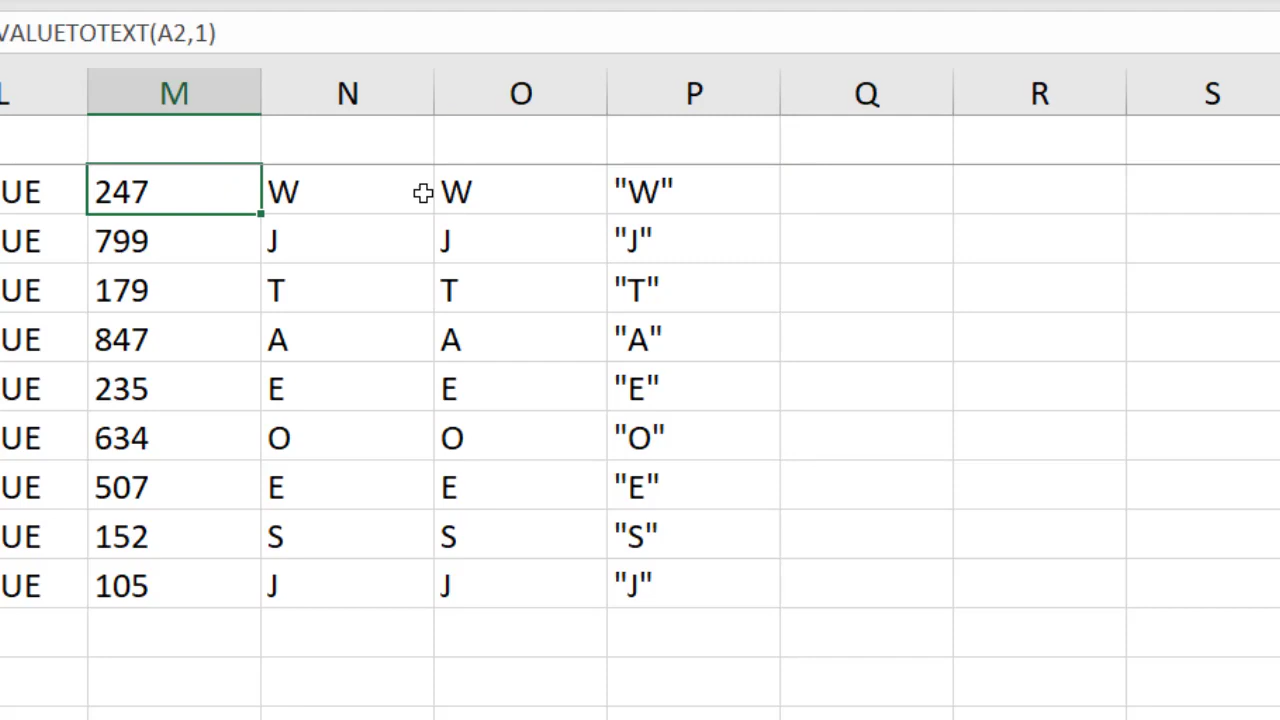 VALUETOTEXT(A2,1)
L M N O P Q R S
UE 247 W W "W"
UE 799 J J "J"
UE 179 T T "T"
UE 847 A A "A"
UE 235 E E "E"
UE 634 O O "O"
UE 507 E E "E"
UE 152 S S "S"
UE 105 J J "J"